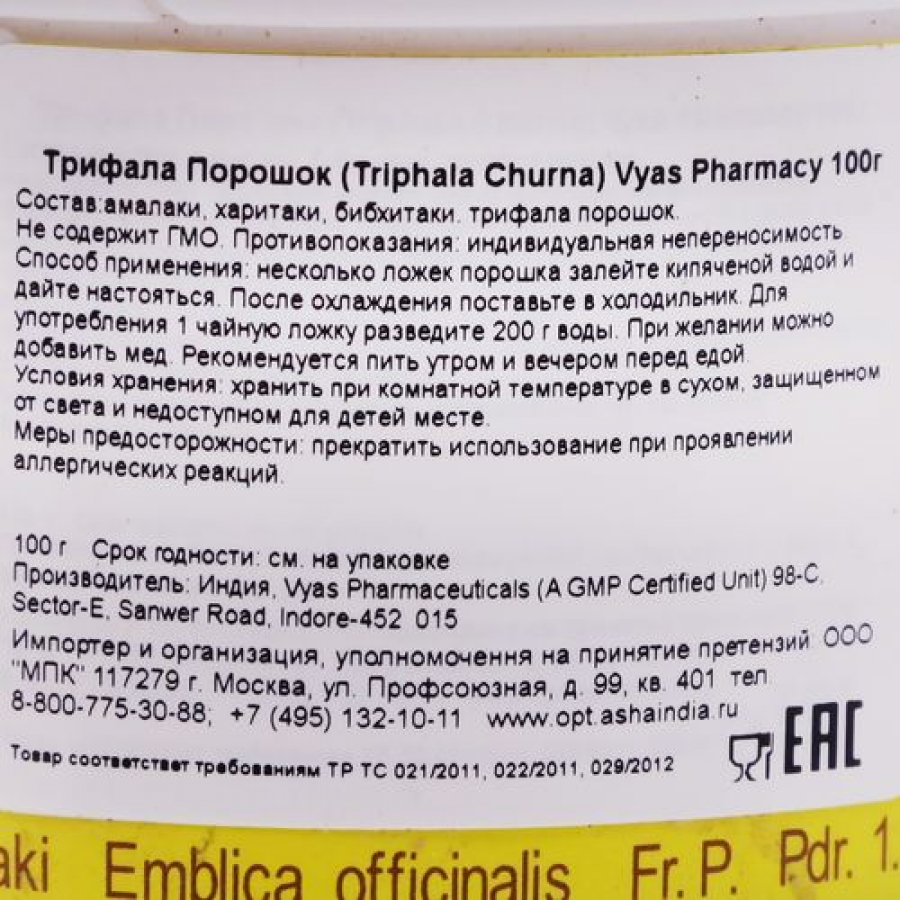 Трифала Порошок (Triphala Churna) Vyas Pharmacy 100г
Состав:амалаки, харитаки, бибхитаки. трифала порошок.
Не содержит ГМО. Противопоказания: индивидуальная непереносимость
Способ применения: несколько ложек порошка залейте кипяченой водой и
дайте настояться. После охлаждения поставьте в холодильник. Для
употребления 1 чайную ложку разведите 200 г воды. При желании можно
добавить мед. Рекомендуется пить утром и вечером перед едой.
Условия хранения: хранить при комнатной температуре в сухом, защищенном
от света и недоступном для детей месте.
Меры предосторожности: прекратить использование при проявлении
аллергических реакций.
100 г Срок годности: см. на упаковке
Производитель: Индия, Vyas Pharmaceuticals (A GMP Certified Unit) 98-C,
Sector-E, Sanwer Road, Indore-452 015
Импортер и организация, уполномочення на принятие претензий ООО
"МПК" 117279 г. Москва, ул. Профсоюзная, д. 99, кв. 401 тел.
8-800-775-30-88; +7 (495) 132-10-11 www.opt.ashaindia.ru
Товар соответствает требованиям ТР ТС 021/2011, 022/2011, 029/2012
EAC
aki Emblica officinalis Fr. P. Pdr. 1.